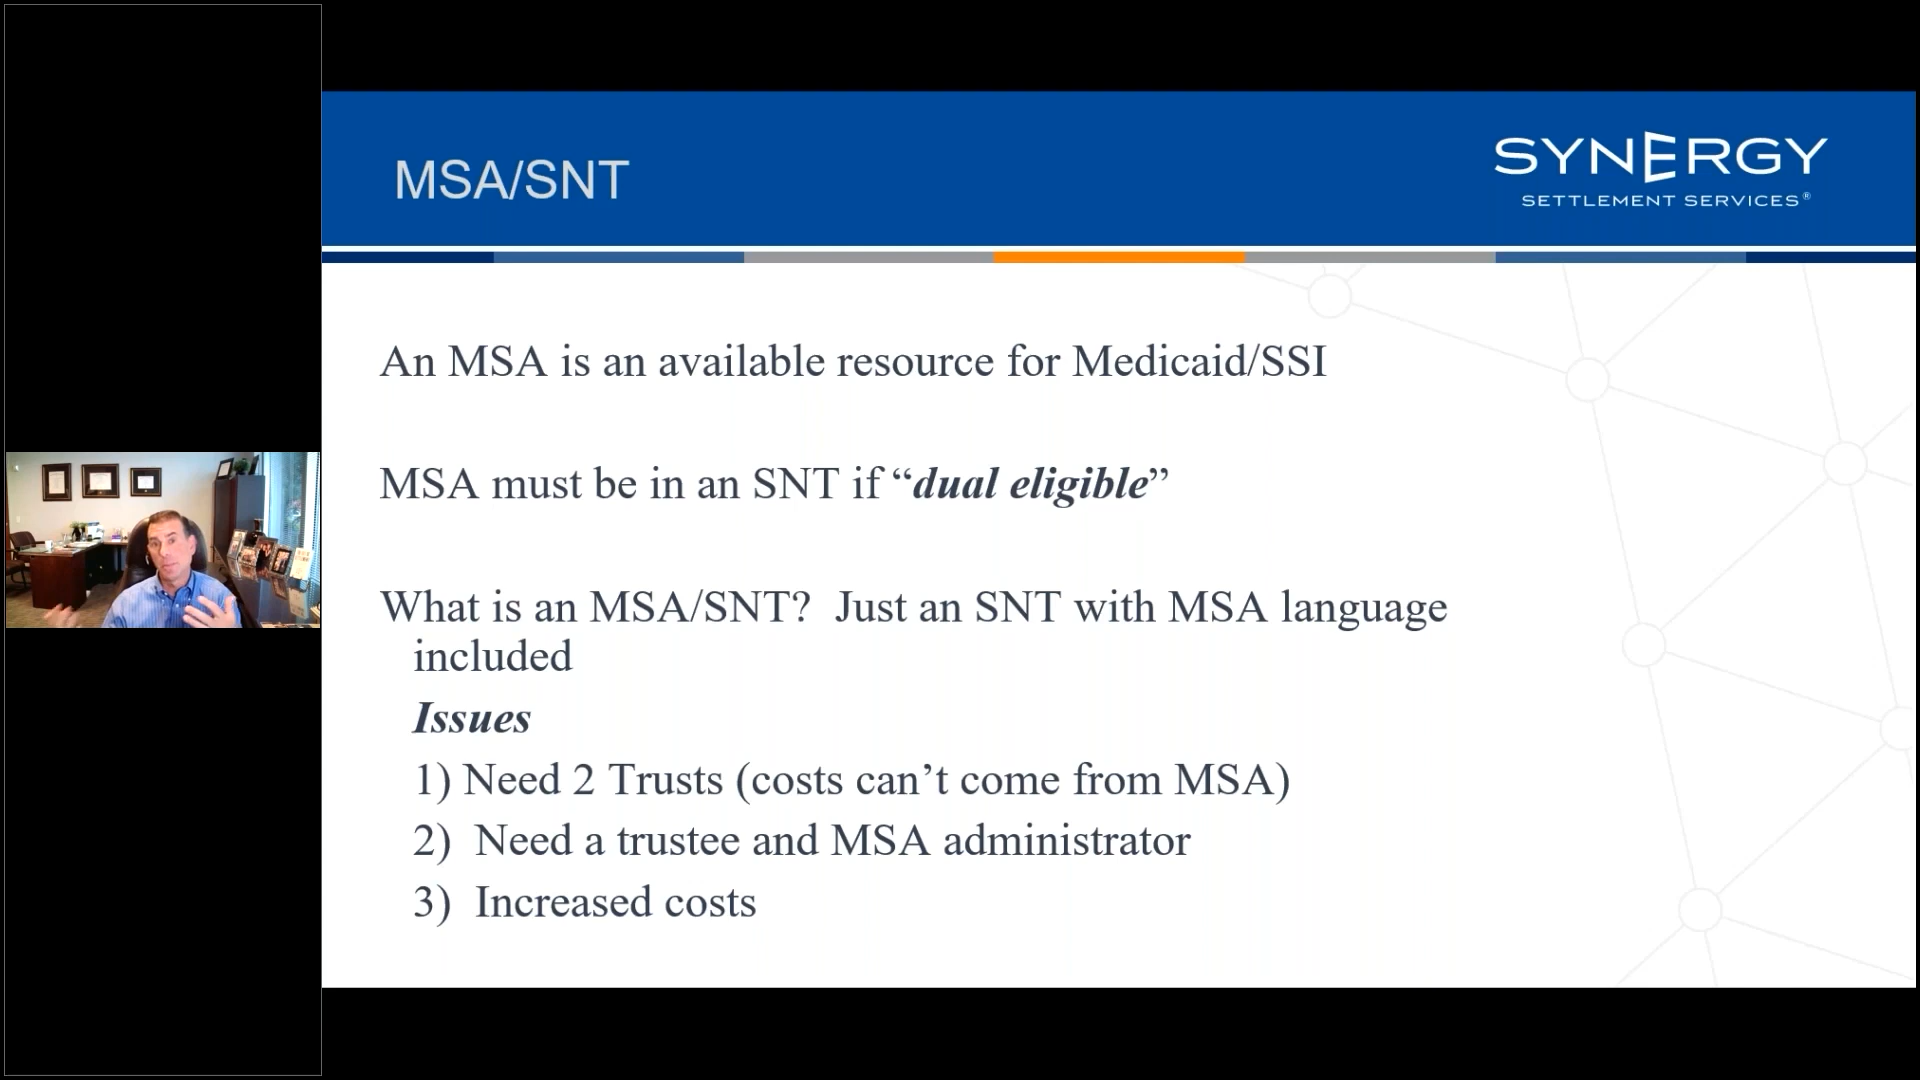 MSA/SNT
SYNERGY
SETTLEMENT SERVICES®
An MSA is an available resource for Medicaid/SSI
MSA must be in an SNT if “dual eligible”
What is an MSA/SNT?  Just an SNT with MSA language
included
Issues
1) Need 2 Trusts (costs can’t come from MSA)
2)  Need a trustee and MSA administrator
3)  Increased costs